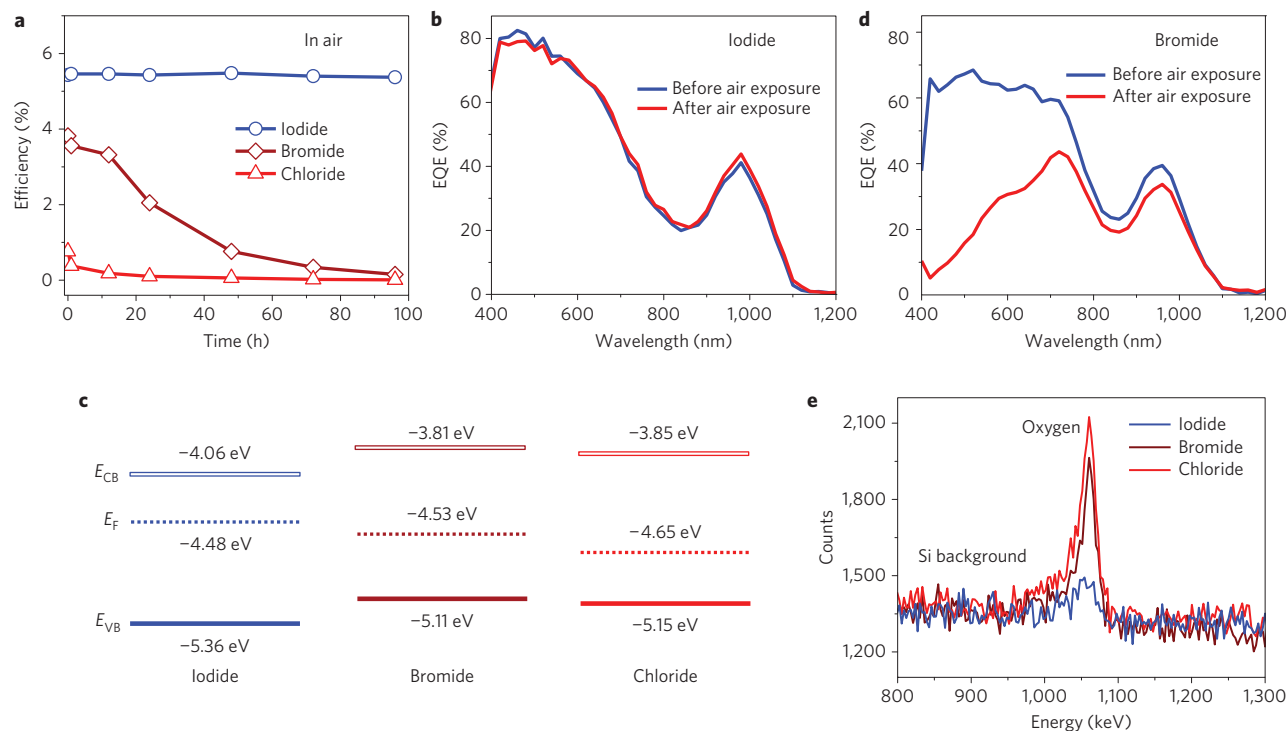 a
In air
6
4
2
0
Efficiency (%)
Iodide
Bromide
Chloride
0
20
40
60
80
100
Time (h)
b
Iodide
80
60
40
20
0
EQE (%)
Before air exposure
After air exposure
400
600
800
1,000
1,200
Wavelength (nm)
d
Bromide
80
60
40
20
0
EQE (%)
Before air exposure
After air exposure
400
600
800
1,000
1,200
Wavelength (nm)
c
−4.06 eV
−3.81 eV
−3.85 eV
E_CB
E_F
−4.48 eV
−4.53 eV
−4.65 eV
E_VB
−5.36 eV
−5.11 eV
−5.15 eV
Iodide
Bromide
Chloride
e
2,100
1,800
1,500
1,200
Counts
Oxygen
Iodide
Bromide
Chloride
Si background
800
900
1,000
1,100
1,200
1,300
Energy (keV)